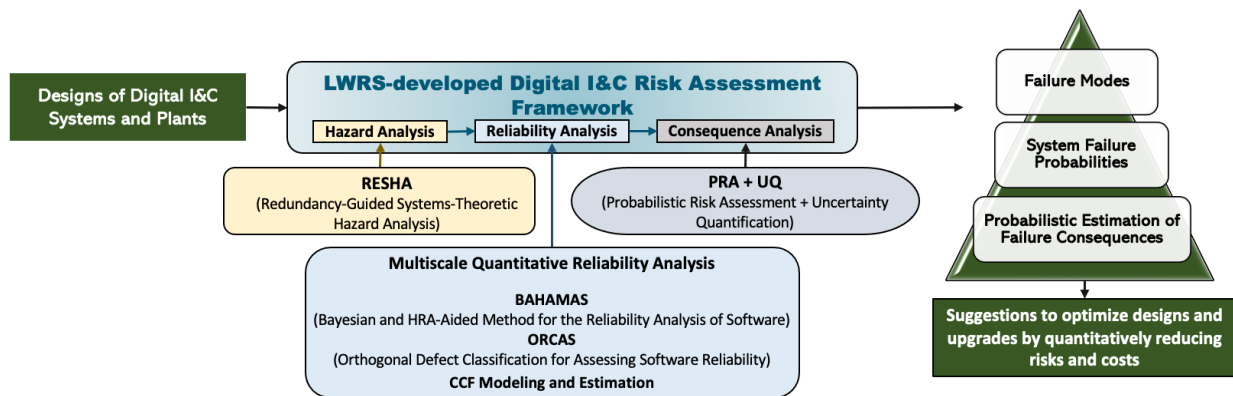 Designs of Digital I&C
Systems and Plants
LWRS-developed Digital I&C Risk Assessment
Framework
Hazard Analysis
Reliability Analysis
Consequence Analysis
RESHA
(Redundancy-Guided Systems-Theoretic
Hazard Analysis)
PRA + UQ
(Probabilistic Risk Assessment + Uncertainty
Quantification)
Multiscale Quantitative Reliability Analysis
BAHAMAS
(Bayesian and HRA-Aided Method for the Reliability Analysis of Software)
ORCAS
(Orthogonal Defect Classification for Assessing Software Reliability)
CCF Modeling and Estimation
Failure Modes
System Failure
Probabilities
Probabilistic Estimation of
Failure Consequences
Suggestions to optimize designs and
upgrades by quantitatively reducing
risks and costs